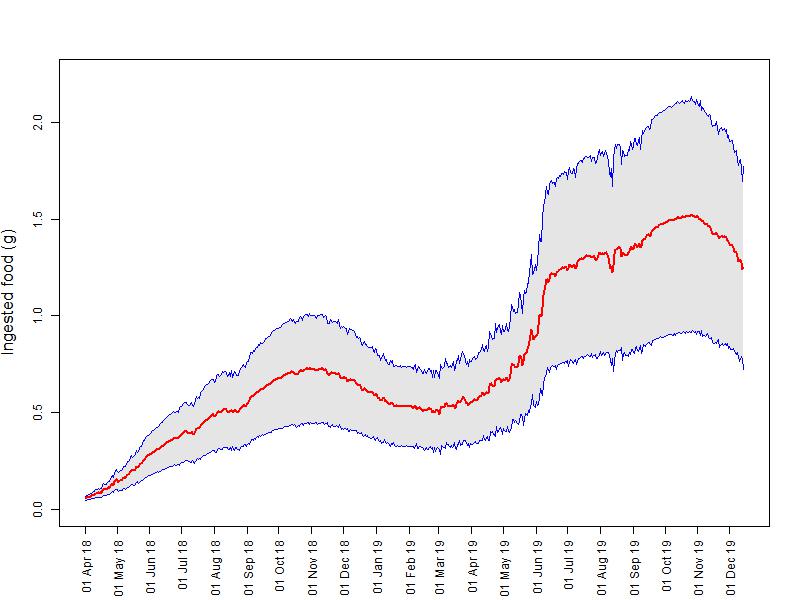 Ingested food (g)
2.0
1.5
1.0
0.5
0.0
01 Apr 18
01 May 18
01 Jun 18
01 Jul 18
01 Aug 18
01 Sep 18
01 Oct 18
01 Nov 18
01 Dec 18
01 Jan 19
01 Feb 19
01 Mar 19
01 Apr 19
01 May 19
01 Jun 19
01 Jul 19
01 Aug 19
01 Sep 19
01 Oct 19
01 Nov 19
01 Dec 19